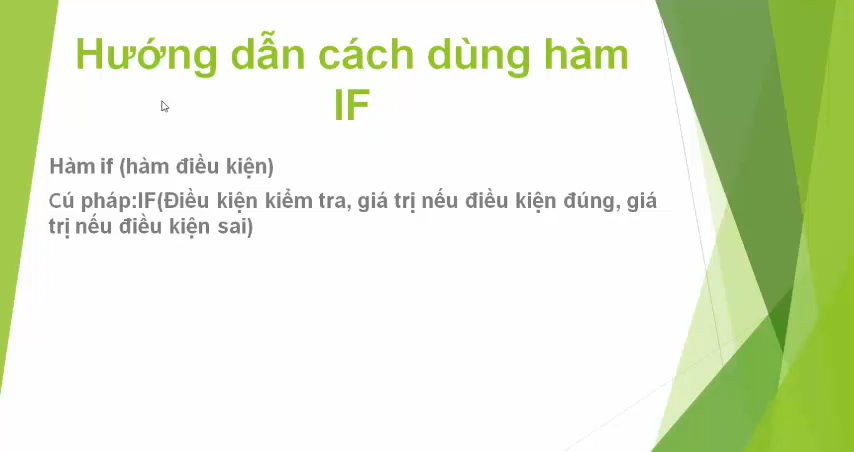 Hướng dẫn cách dùng hàm
IF
Hàm if (hàm điều kiện)
Cú pháp:IF(Điều kiện kiểm tra, giá trị nếu điều kiện đúng, giá
trị nếu điều kiện sai)